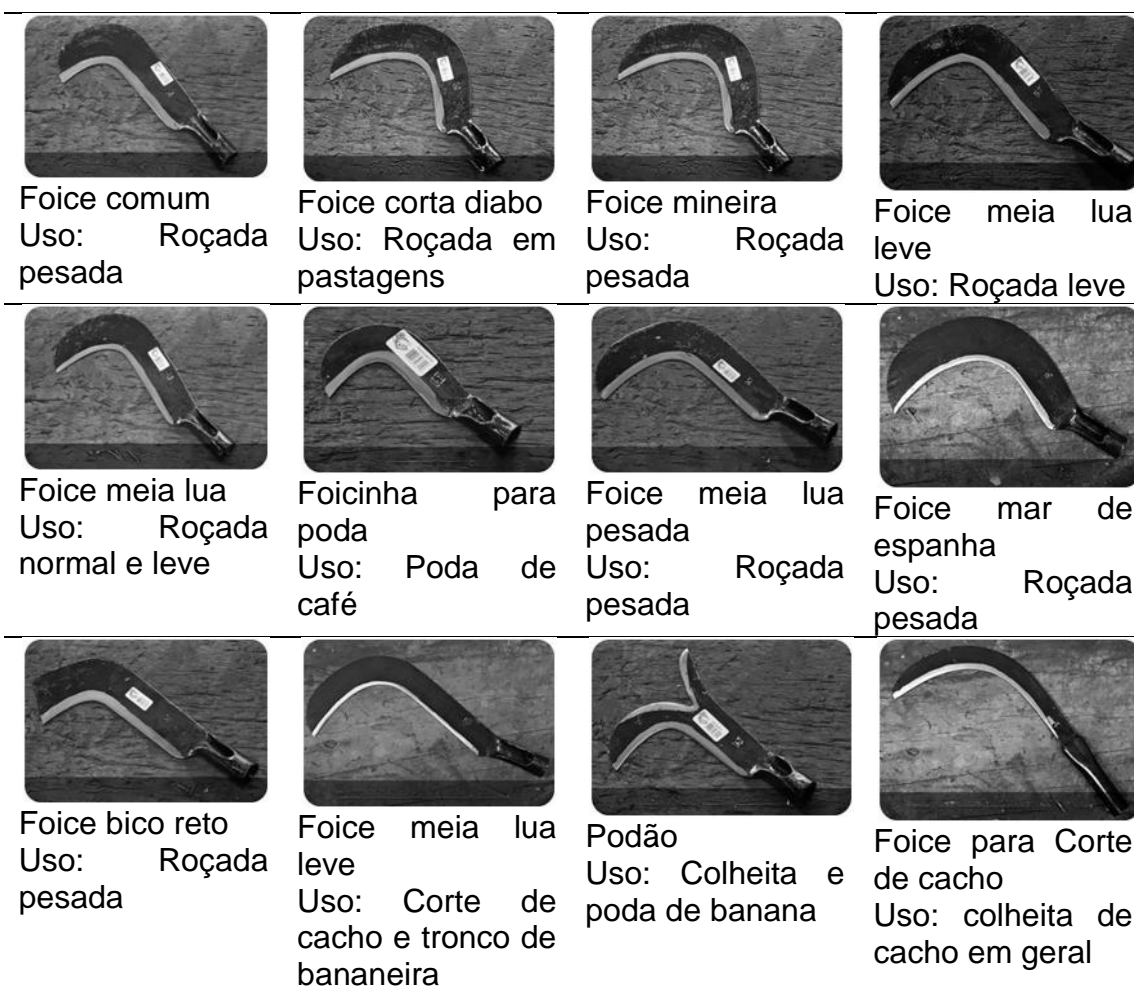 Foice comum
Uso: Roçada
pesada
Foice corta diabo
Uso: Roçada em
pastagens
Foice mineira
Uso: Roçada
pesada
Foice meia lua
leve
Uso: Roçada leve
Foice meia lua
Uso: Roçada
normal e leve
Foicinha para
poda
Uso: Poda de
café
Foice meia lua
pesada
Uso: Roçada
pesada
Foice mar de
espanha
Uso: Roçada
pesada
Foice bico reto
Uso: Roçada
pesada
Foice meia lua
leve
Uso: Corte de
cacho e tronco de
bananeira
Podão
Uso: Colheita e
poda de banana
Foice para Corte
de cacho
Uso: colheita de
cacho em geral